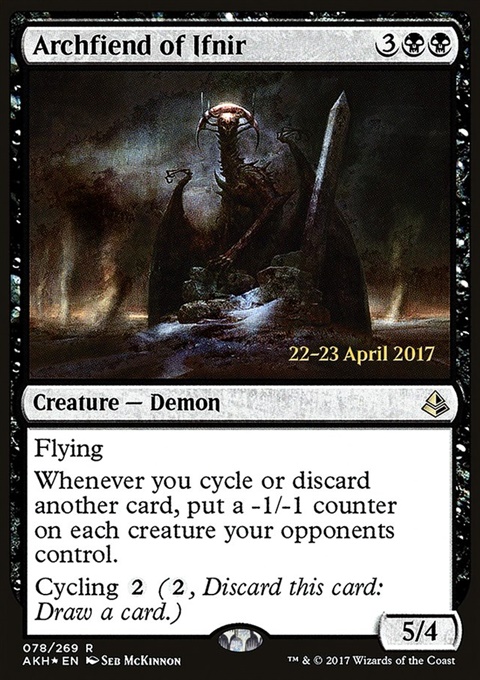 Archfiend of Ifnir 3
22–23 April 2017
Creature — Demon
Flying
Whenever you cycle or discard
another card, put a -1/-1 counter
on each creature your opponents
control.
Cycling 2 (2, Discard this card:
Draw a card.)
5/4
078/269 R
AKH★EN Seb McKinnon
™ & © 2017 Wizards of the Coast